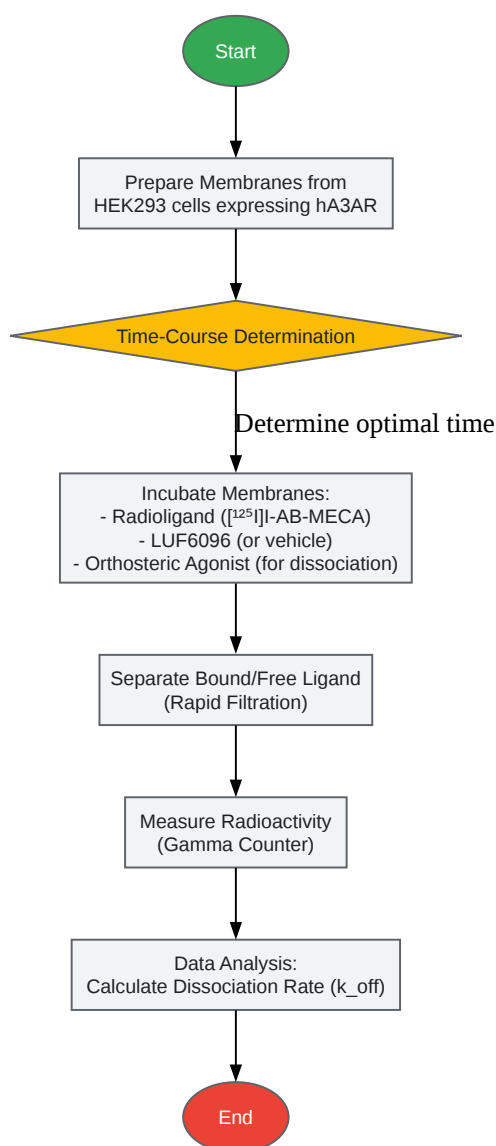 Start
Prepare Membranes from
HEK293 cells expressing hA3AR
Time-Course Determination
Determine optimal time
Incubate Membranes:
- Radioligand ([¹²⁵I]I-AB-MECA)
- LUF6096 (or vehicle)
- Orthosteric Agonist (for dissociation)
Separate Bound/Free Ligand
(Rapid Filtration)
Measure Radioactivity
(Gamma Counter)
Data Analysis:
Calculate Dissociation Rate (k_off)
End